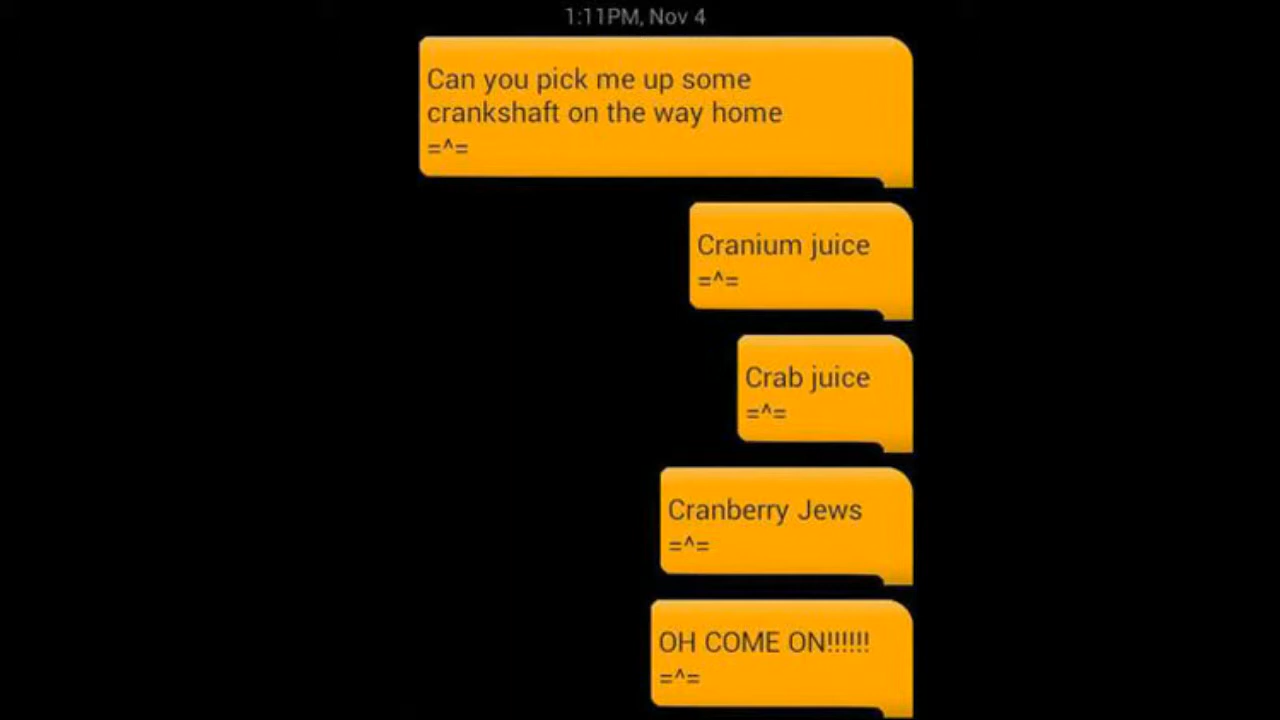 1:11PM, Nov 4
Can you pick me up some
crankshaft on the way home
=^=
Cranium juice
=^=
Crab juice
=^=
Cranberry Jews
=^=
OH COME ON!!!!!!
=^=